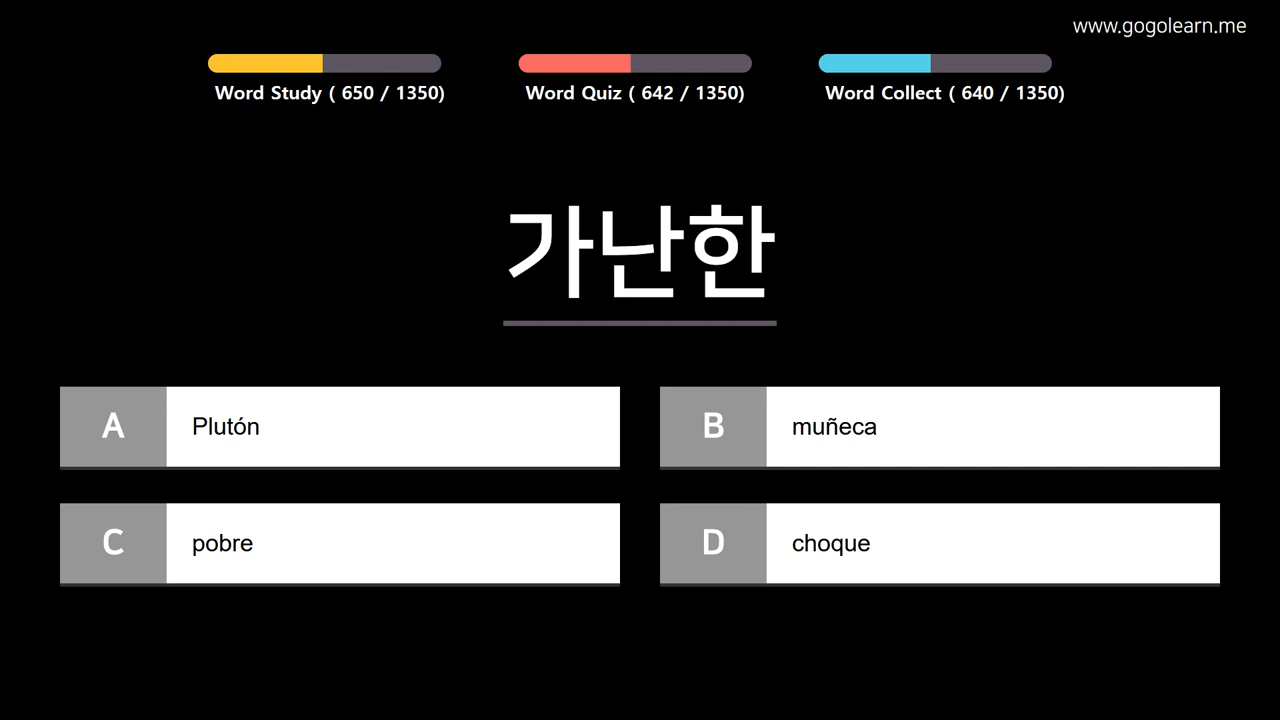 www.gogolearn.me
Word Study ( 650 / 1350)
Word Quiz ( 642 / 1350)
Word Collect ( 640 / 1350)
가난한
A Plutón
B muñeca
C pobre
D choque